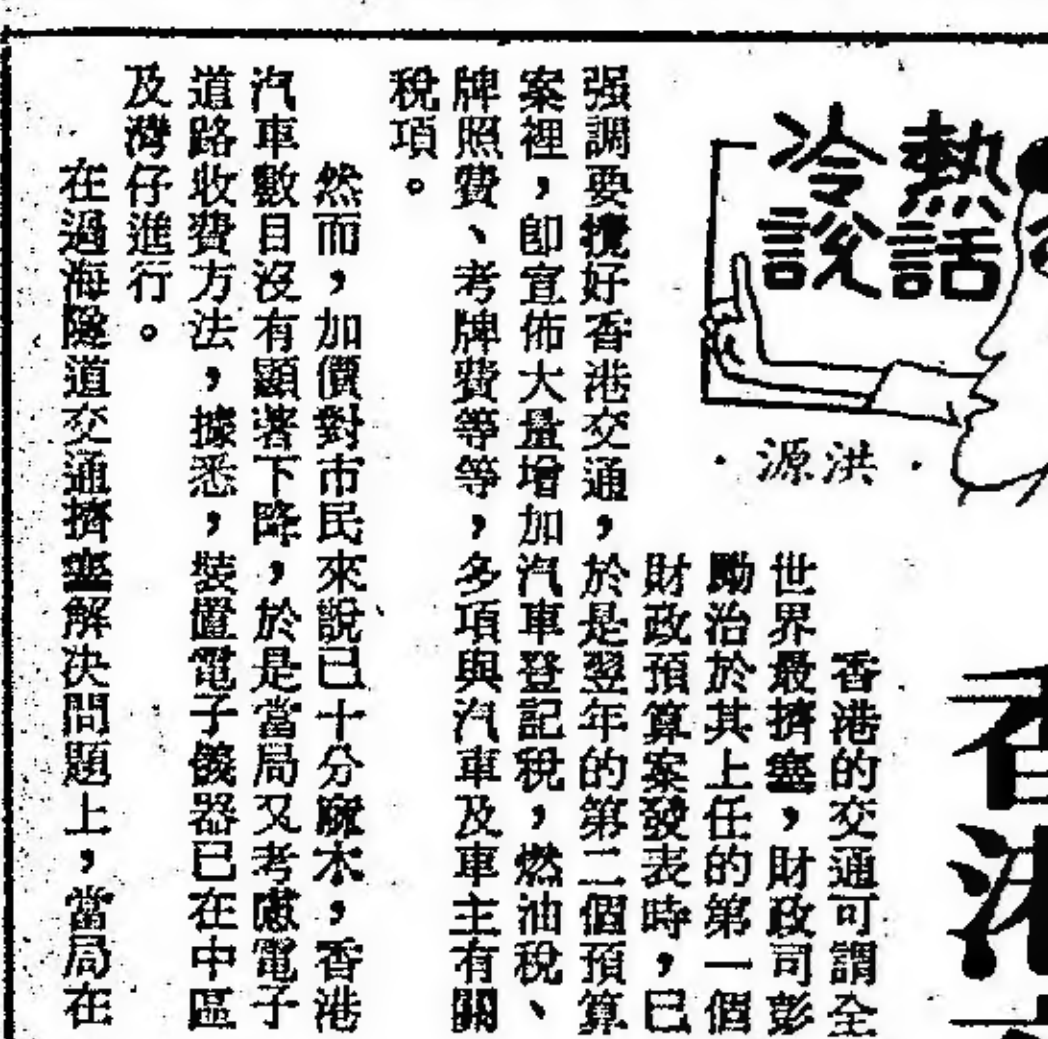 香港
熱話
冷說
·洪源·
香港的交通可謂全
世界最擠塞，財政司彭
勵治於其上任的第一個
財政預算案發表時，已
强調要攪好香港交通，於是翌年的第二個預算
案裡，卽宣佈大量增加汽車登記稅，燃油稅、
牌照費、考牌費等等，多項與汽車及車主有關
稅項。
然而，加價對市民來說已十分麻木，香港
汽車數目沒有顯著下降，於是當局又考慮電子
道路收費方法，據悉，裝置電子儀器已在中區
及灣仔進行。
在過海隧道交通擠塞解決問題上，當局在